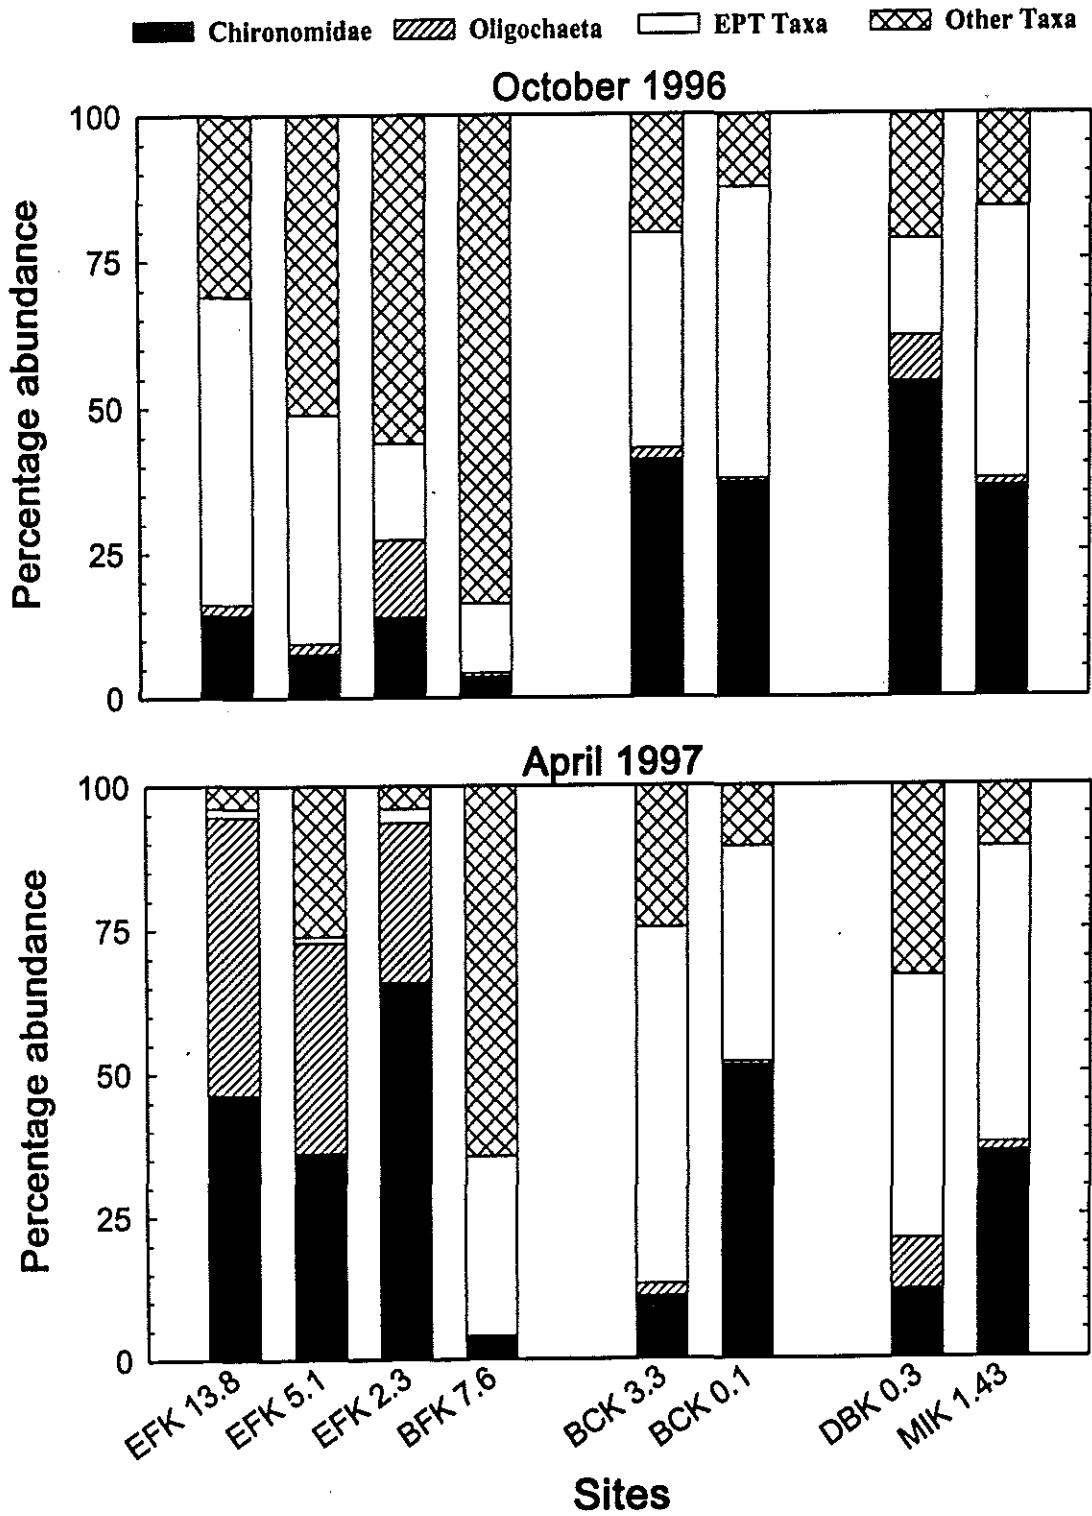 Chironomidae Oligochaeta EPT Taxa Other Taxa
October 1996
100
75
50
25
0
Percentage abundance
April 1997
100
75
50
25
0
Percentage abundance
EFK 13.8 EFK 5.1 EFK 2.3 BFK 7.6 BCK 3.3 BCK 0.1 DBK 0.3 MIK 1.43
Sites